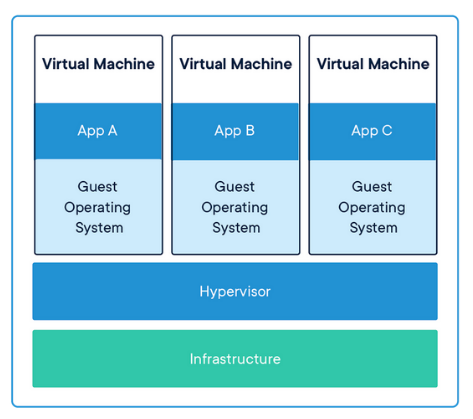 Virtual Machine
Virtual Machine
Virtual Machine
App A
App B
App C
Guest
Operating
System
Guest
Operating
System
Guest
Operating
System
Hypervisor
Infrastructure